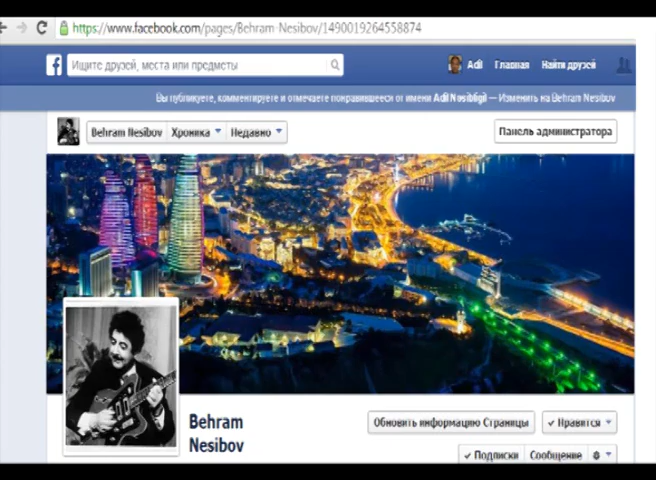 https://www.facebook.com/pages/Behram-Nesibov/1490019264558874
f Ищите друзей, места или предметы Adil Главная Найти друзей
Вы публикуете, комментируете и отмечаете понравившееся от имени Adil Nəsibligil — Изменить на Behram Nesibov
Behram Nesibov Хроника Недавно Панель администратора
Behram
Nesibov
Обновить информацию Страницы ✓ Нравится
✓ Подписки Сообщение